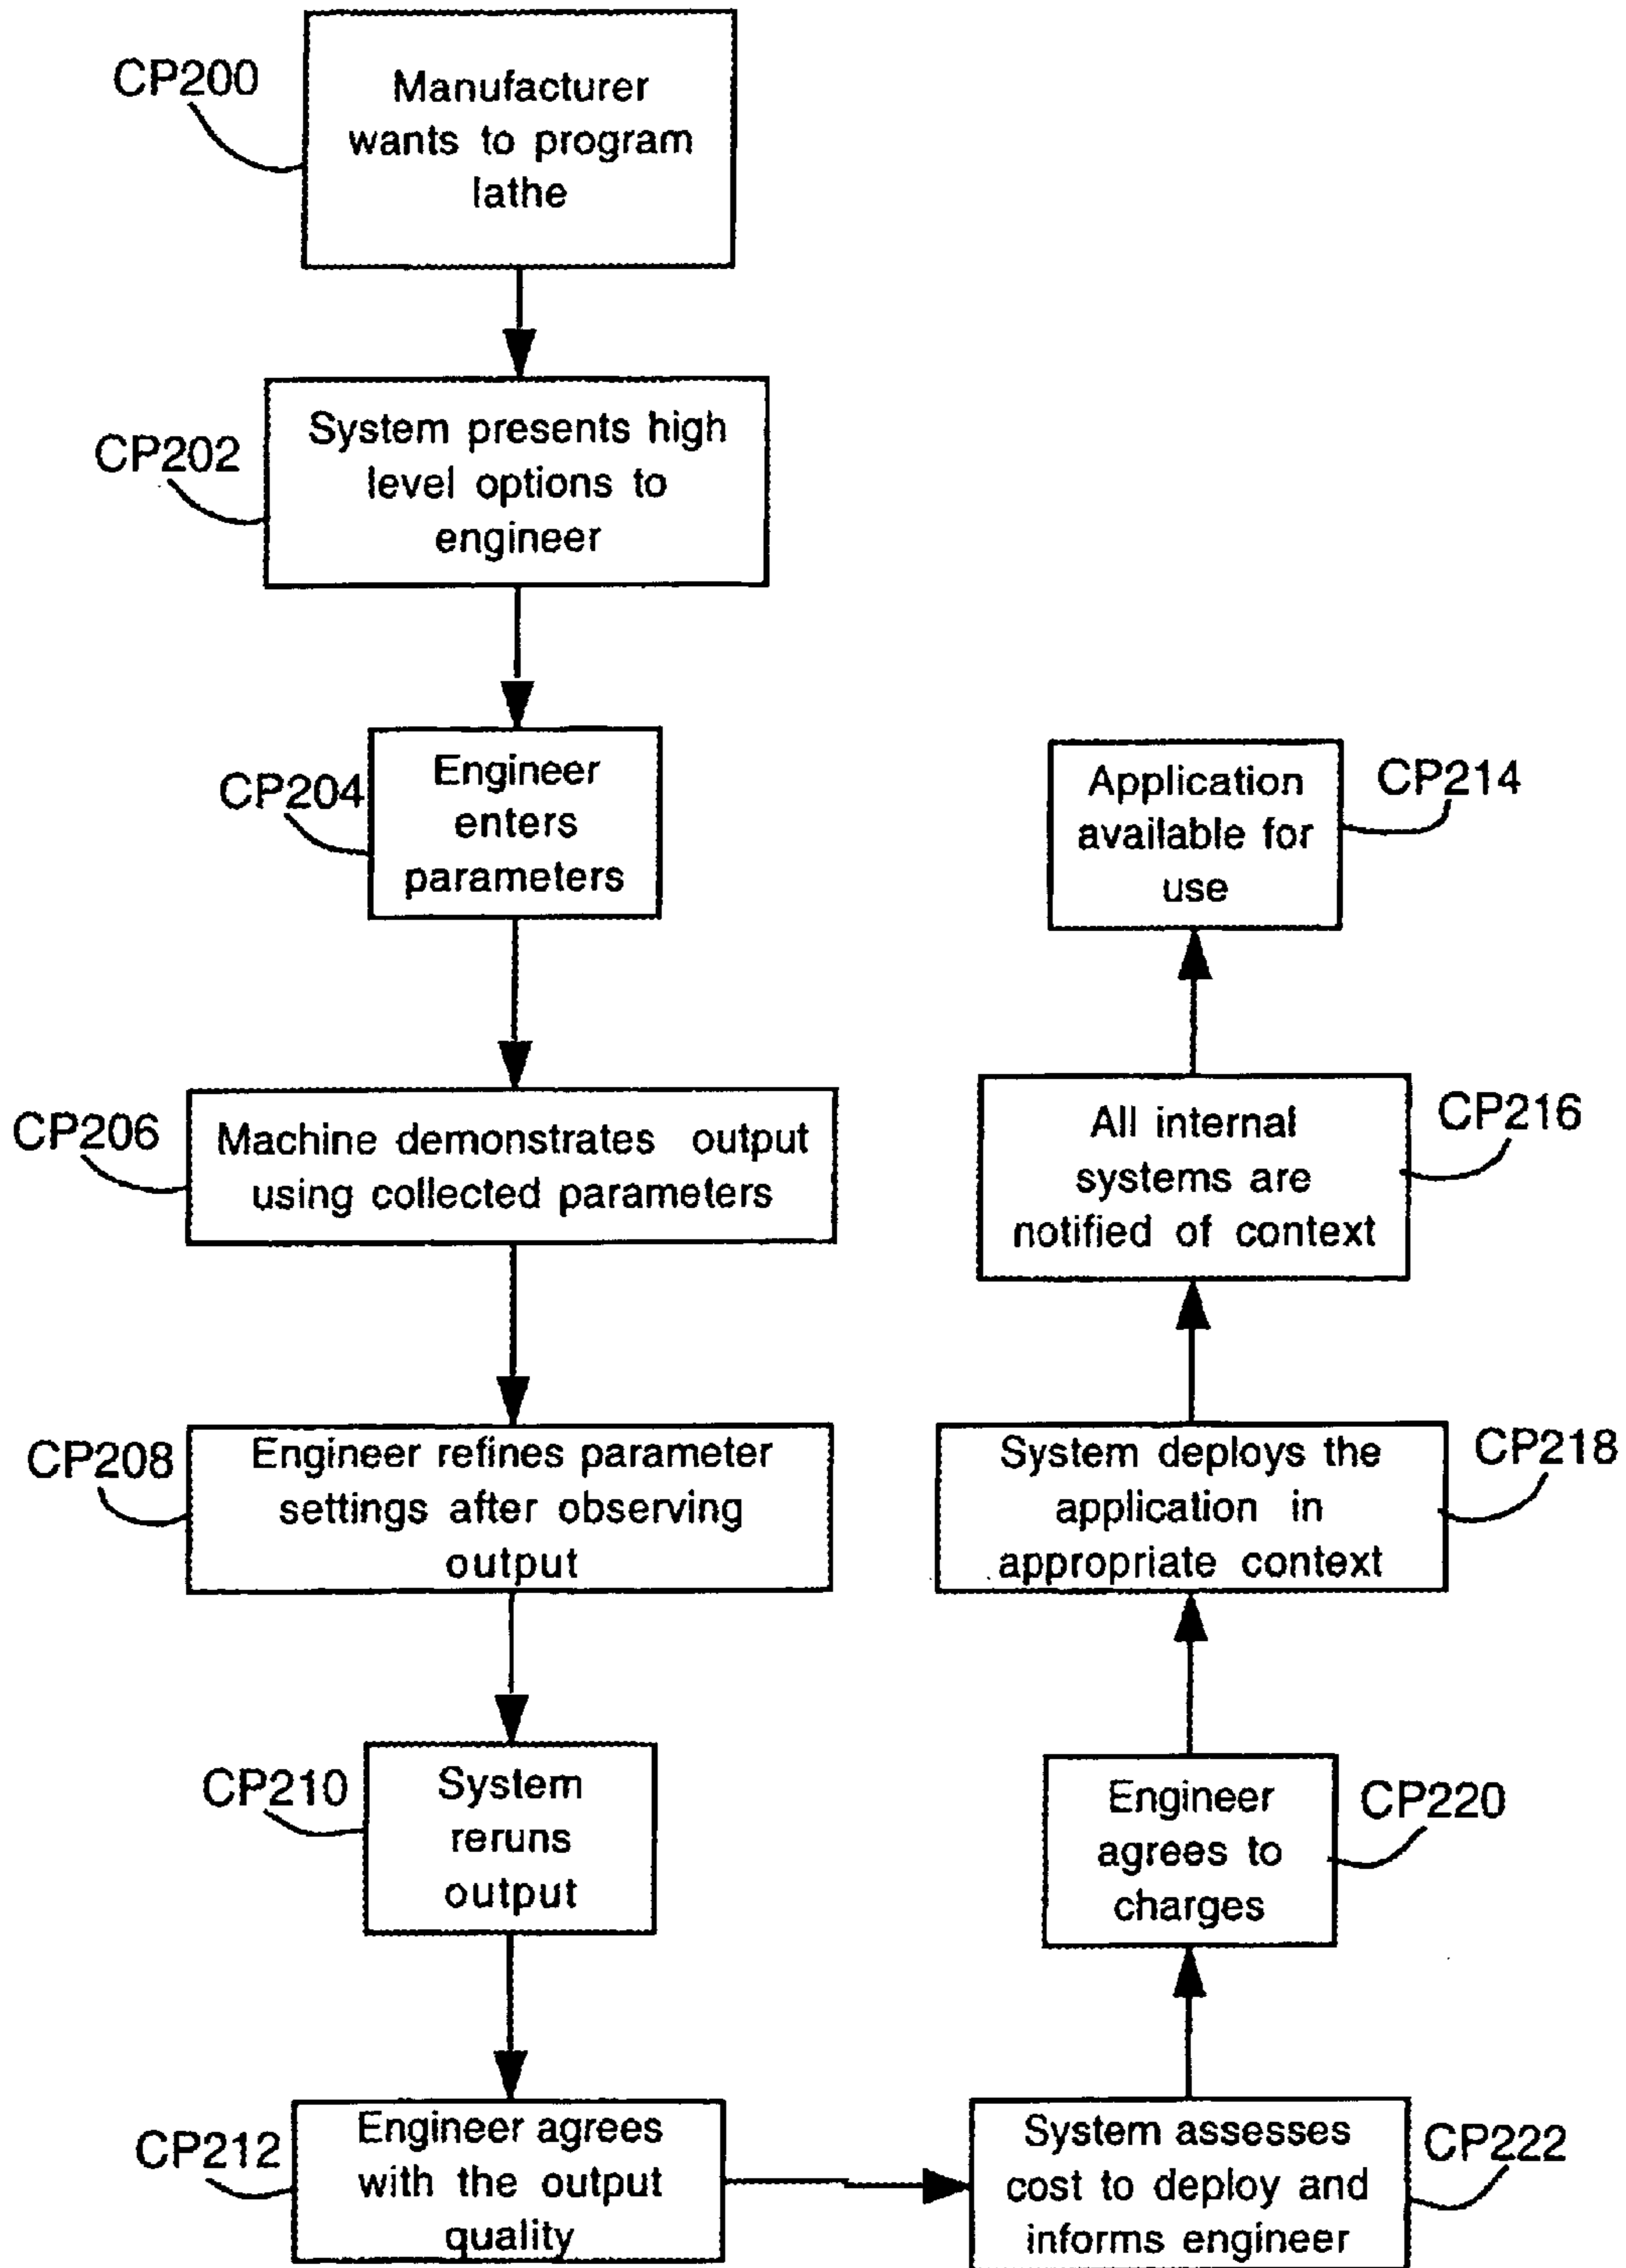 CP200
Manufacturer
wants to program
lathe
CP202
System presents high
level options to
engineer
CP204
Engineer
enters
parameters
CP206
Machine demonstrates output
using collected parameters
CP208
Engineer refines parameter
settings after observing
output
CP210
System
reruns
output
CP212
Engineer agrees
with the output
quality
System assesses
cost to deploy and
informs engineer
CP222
Engineer
agrees to
charges
CP220
System deploys the
application in
appropriate context
CP218
All internal
systems are
notified of context
CP216
Application
available for
use
CP214